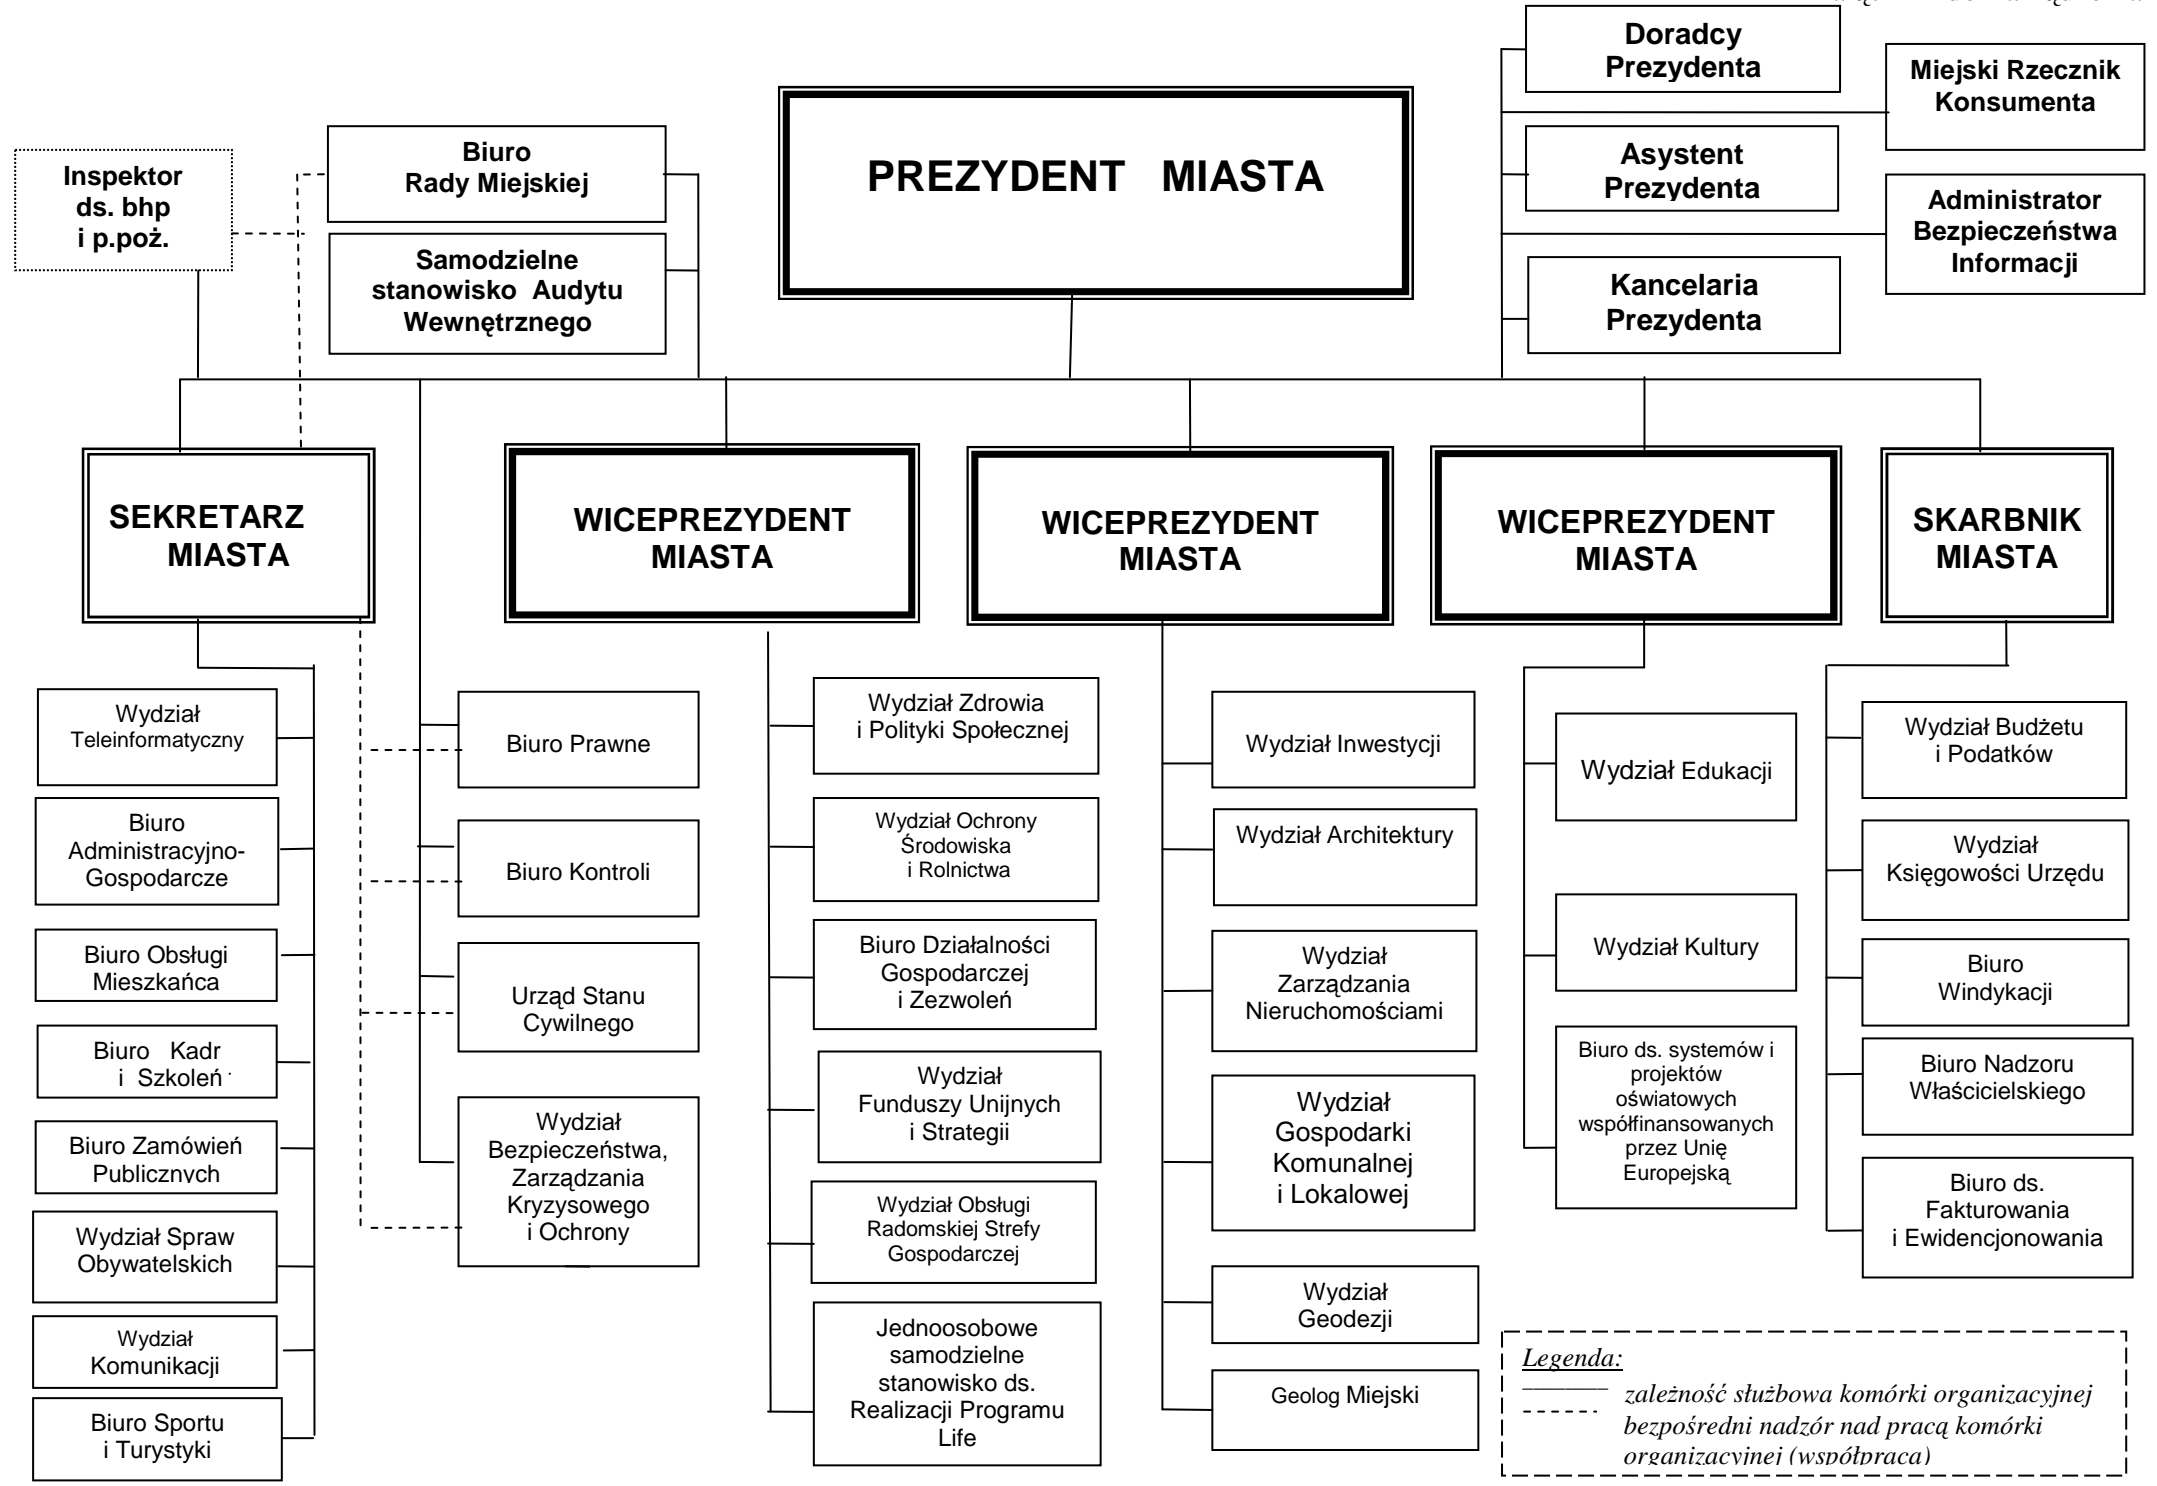 Doradcy
Prezydenta
Miejski Rzecznik
Konsumenta
PREZYDENT MIASTA
Biuro
Rady Miejskiej
Asystent
Prezydenta
Inspektor
ds. bhp
i p.poż.
Administrator
Bezpieczeństwa
Informacji
Samodzielne
stanowisko Audytu
Wewnętrznego
Kancelaria
Prezydenta
SEKRETARZ
MIASTA
WICEPREZYDENT
MIASTA
WICEPREZYDENT
MIASTA
WICEPREZYDENT
MIASTA
SKARBNIK
MIASTA
Wydział
Teleinformatyczny
Biuro
Administracyjno-
Gospodarcze
Biuro Obsługi
Mieszkańca
Biuro Kadr
i Szkoleń
Biuro Zamówień
Publicznych
Wydział Spraw
Obywatelskich
Wydział
Komunikacji
Biuro Sportu
i Turystyki
Biuro Prawne
Biuro Kontroli
Urząd Stanu
Cywilnego
Wydział
Bezpieczeństwa,
Zarządzania
Kryzysowego
i Ochrony
Wydział Zdrowia
i Polityki Społecznej
Wydział Ochrony
Środowiska
i Rolnictwa
Biuro Działalności
Gospodarczej
i Zezwoleń
Wydział
Funduszy Unijnych
i Strategii
Wydział Obsługi
Radomskiej Strefy
Gospodarczej
Jednoosobowe
samodzielne
stanowisko ds.
Realizacji Programu
Life
Wydział Inwestycji
Wydział Architektury
Wydział
Zarządzania
Nieruchomościami
Wydział
Gospodarki
Komunalnej
i Lokalowej
Wydział
Geodezji
Geolog Miejski
Wydział Edukacji
Wydział Kultury
Biuro ds. systemów i
projektów
oświatowych
współfinansowanych
przez Unię
Europejską
Wydział Budżetu
i Podatków
Wydział
Księgowości Urzędu
Biuro
Windykacji
Biuro Nadzoru
Właścicielskiego
Biuro ds.
Fakturowania
i Ewidencjonowania
Legenda:
zależność służbowa komórki organizacyjnej
bezpośredni nadzór nad pracą komórki
organizacyjnej (współpraca)